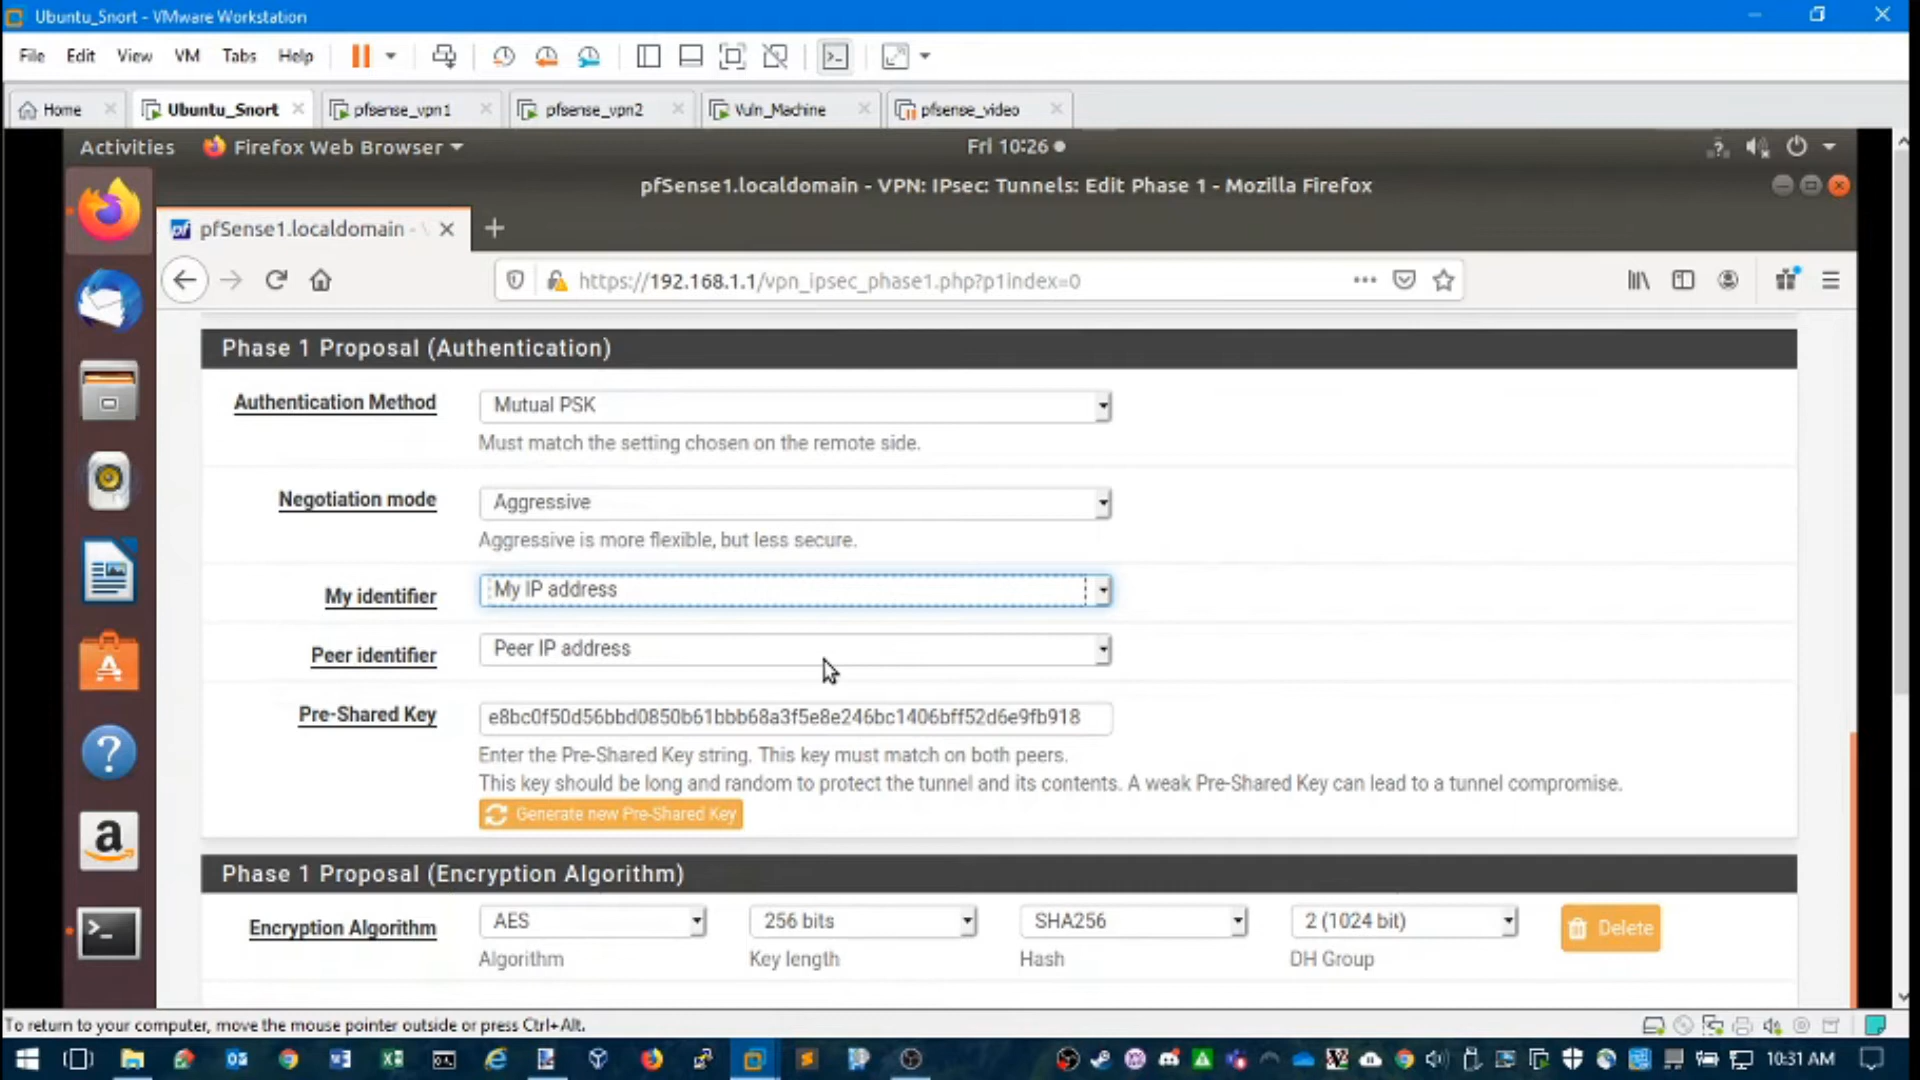 Ubuntu_Snort - VMware Workstation
File Edit View VM Tabs Help
Home Ubuntu_Snort pfsense_vpn1 pfsense_vpn2 Vuln_Machine pfsense_video
Activities Firefox Web Browser Fri 10:26
pfSense1.localdomain - VPN: IPsec: Tunnels: Edit Phase 1 - Mozilla Firefox
pfSense1.localdomain -
https://192.168.1.1/vpn_ipsec_phase1.php?p1index=0
Phase 1 Proposal (Authentication)
Authentication Method Mutual PSK
Must match the setting chosen on the remote side.
Negotiation mode Aggressive
Aggressive is more flexible, but less secure.
My identifier My IP address
Peer identifier Peer IP address
Pre-Shared Key e8bc0f50d56bbd0850b61bbb68a3f5e8e246bc1406bff52d6e9fb918
Enter the Pre-Shared Key string. This key must match on both peers.
This key should be long and random to protect the tunnel and its contents. A weak Pre-Shared Key can lead to a tunnel compromise.
Generate new Pre-Shared Key
Phase 1 Proposal (Encryption Algorithm)
Encryption Algorithm AES 256 bits SHA256 2 (1024 bit) Delete
Algorithm Key length Hash DH Group
To return to your computer, move the mouse pointer outside or press Ctrl+Alt.
10:31 AM